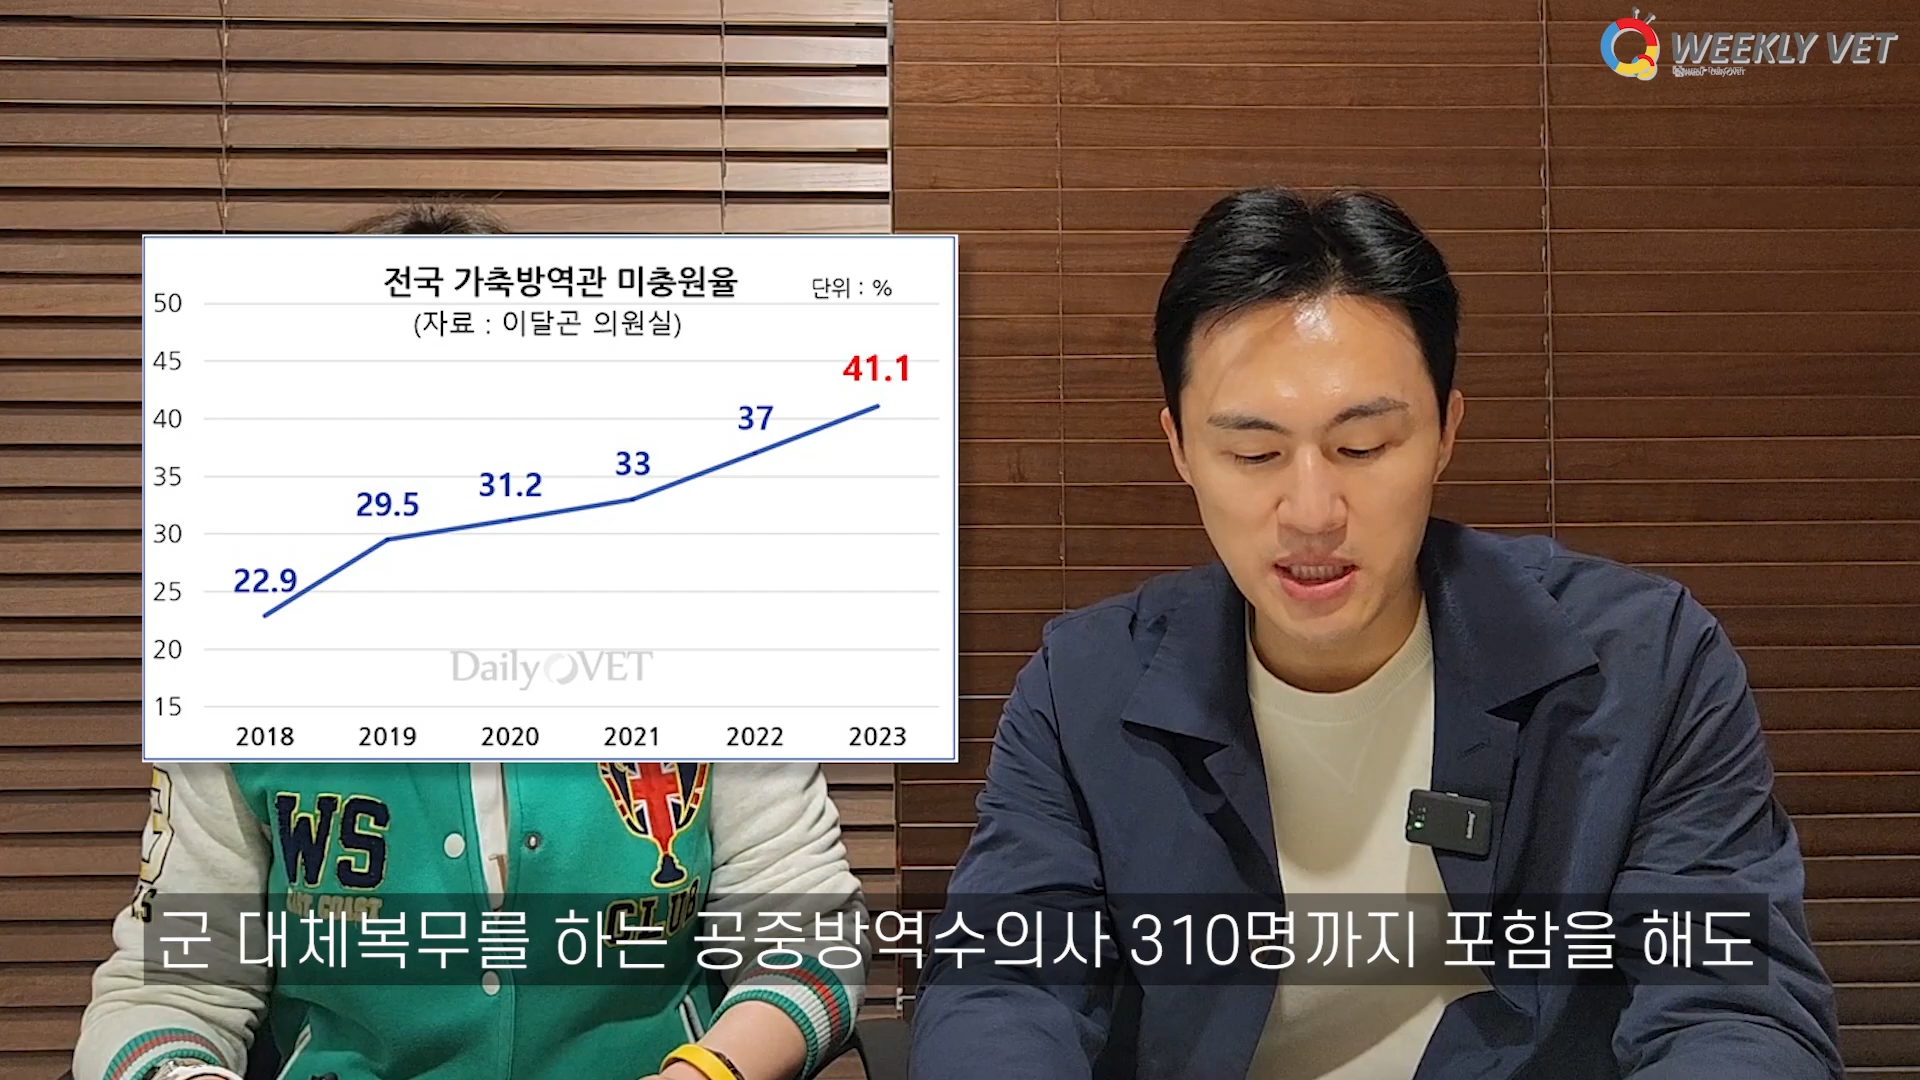 WEEKLY VET
전국 가축방역관 미충원율
단위 : %
(자료 : 이달곤 의원실)
50
45
40
35
30
25
20
15
22.9
29.5
31.2
33
37
41.1
Daily VET
2018 2019 2020 2021 2022 2023
WS
EAST COAST
CLUB
군 대체복무를 하는 공중방역수의사 310명까지 포함을 해도